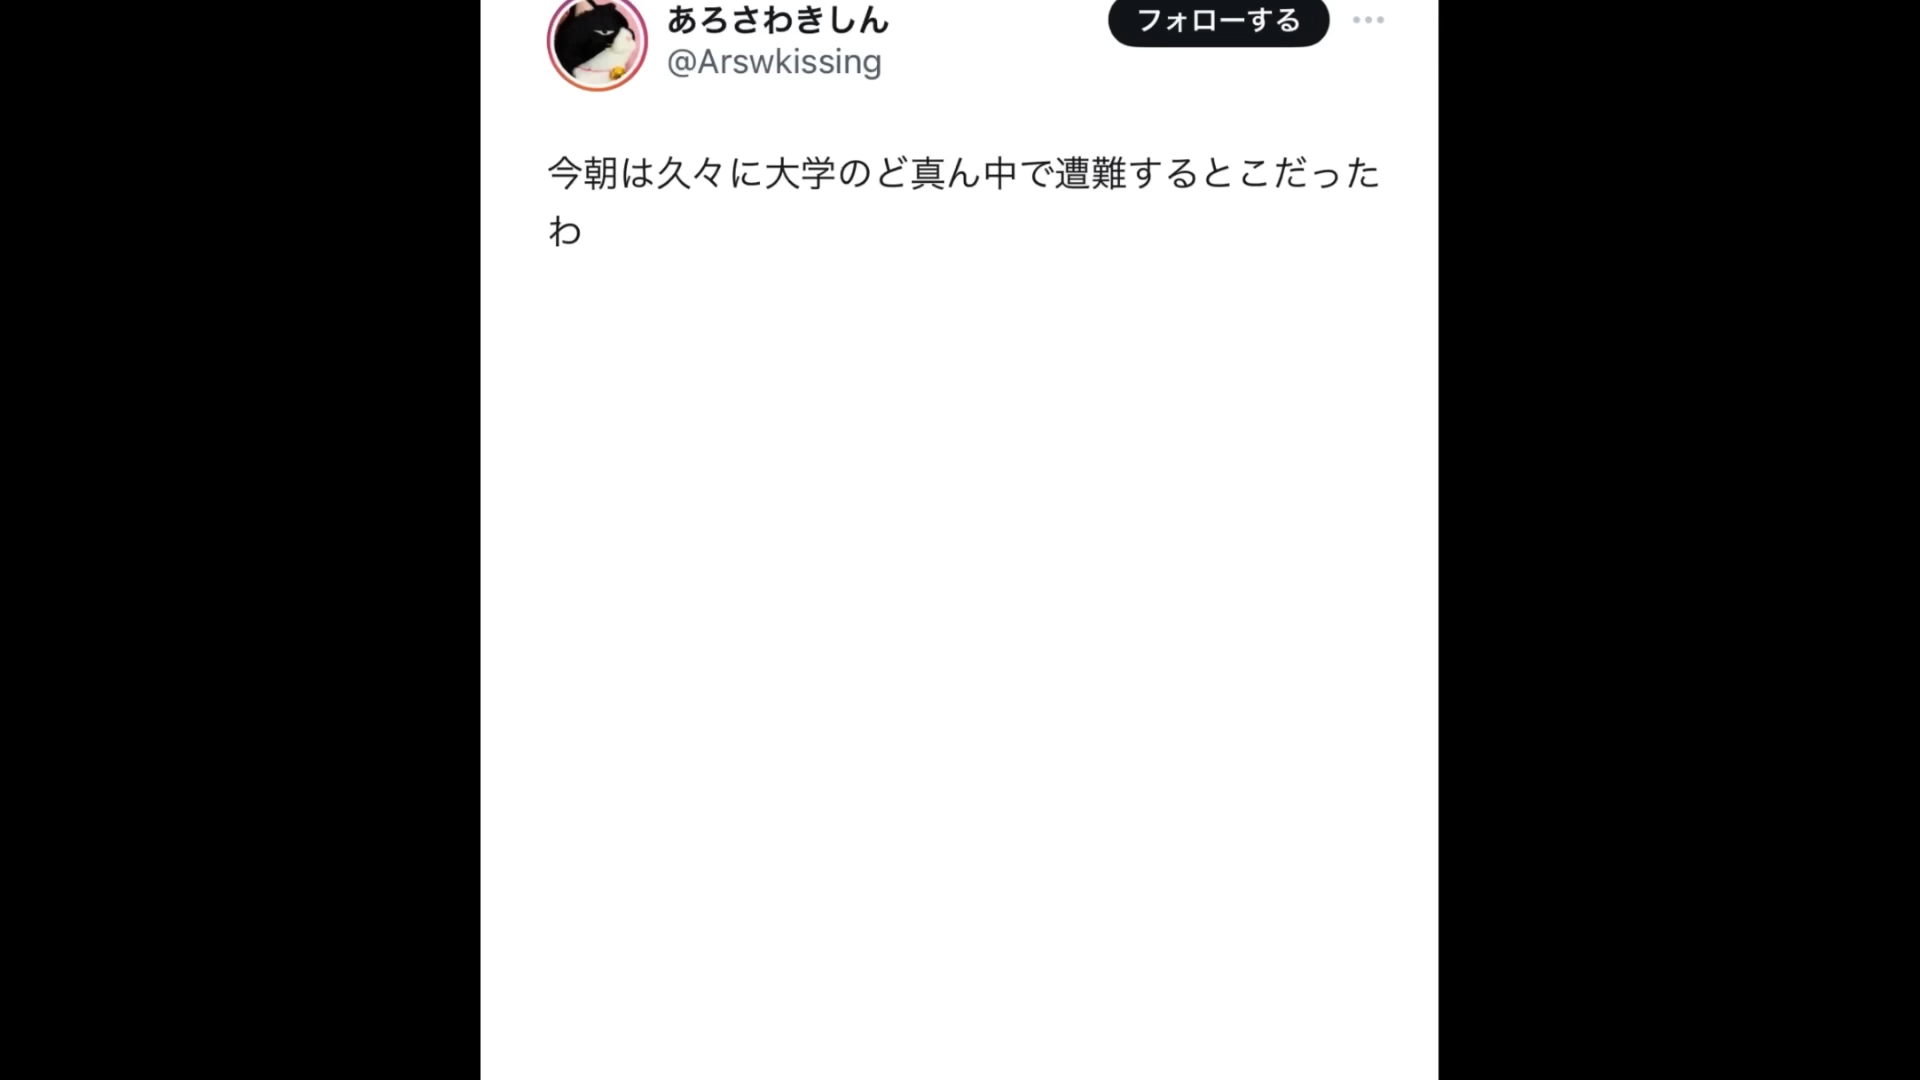 あろさわきしん
フォローする
@Arswkissing
今朝は久々に大学のど真ん中で遭難するとこだった
わ